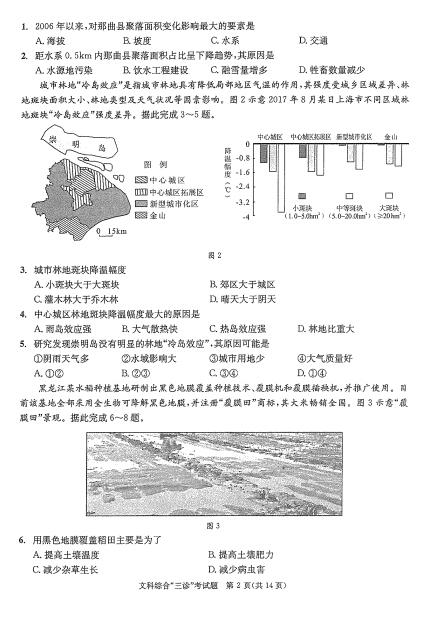 1. 2006 年以来,对那曲县聚落面积变化影响最大的要素是
A. 海拔 B. 坡度 C. 水系 D. 交通
2. 距水系 0.5km 内那曲县聚落面积占比呈下降趋势,其原因是
A. 水源地污染 B. 饮水工程建设 C. 融雪量增多 D. 牲畜数量减少
城市林地“冷岛效应”是指城市林地具有降低局部地区气温的作用,其强度受城乡区域差异、林
地斑块面积大小、林地类型及天气状况等因素影响。图 2 示意 2017 年 8 月某日上海市不同区域林
地斑块“冷岛效应”强度差异。据此完成 3～5 题。
崇明岛
图 例
中心城区
中心城区拓展区
新型城市化区
金山
0 15km
中心城区 中心城区拓展区 新型城市化区 金山
降温幅度(℃)
0
-0.8
-1.6
-2.4
-3.2
-4
小斑块 中等斑块 大斑块
(1.0~5.0hm²) (5.0~20.0hm²) (≥20hm²)
图 2
3. 城市林地斑块降温幅度
A. 小斑块大于大斑块 B. 郊区大于城区
C. 灌木林大于乔木林 D. 晴天大于阴天
4. 中心城区林地斑块降温幅度最大的原因是
A. 雨岛效应强 B. 大气散热快 C. 热岛效应强 D. 林地比重大
5. 研究发现崇明岛没有明显的林地“冷岛效应”,其原因可能是
①阴雨天气多 ②水域影响大 ③城市用地少 ④大气质量好
A. ①② B. ②③ C. ③④ D. ①④
黑龙江某水稻种植基地研制出黑色地膜覆盖种植技术、覆膜机和覆膜插秧机,并推广使用。目
前该基地全部采用全生物可降解黑色地膜,并注册“覆膜田”商标,其大米畅销全国。图 3 示意“覆
膜田”景观。据此完成 6～8 题。
图 3
6. 用黑色地膜覆盖稻田主要是为了
A. 提高土壤温度 B. 提高土壤肥力
C. 减少杂草生长 D. 减少病虫害
文科综合“三诊”考试题 第 2 页(共 14 页)